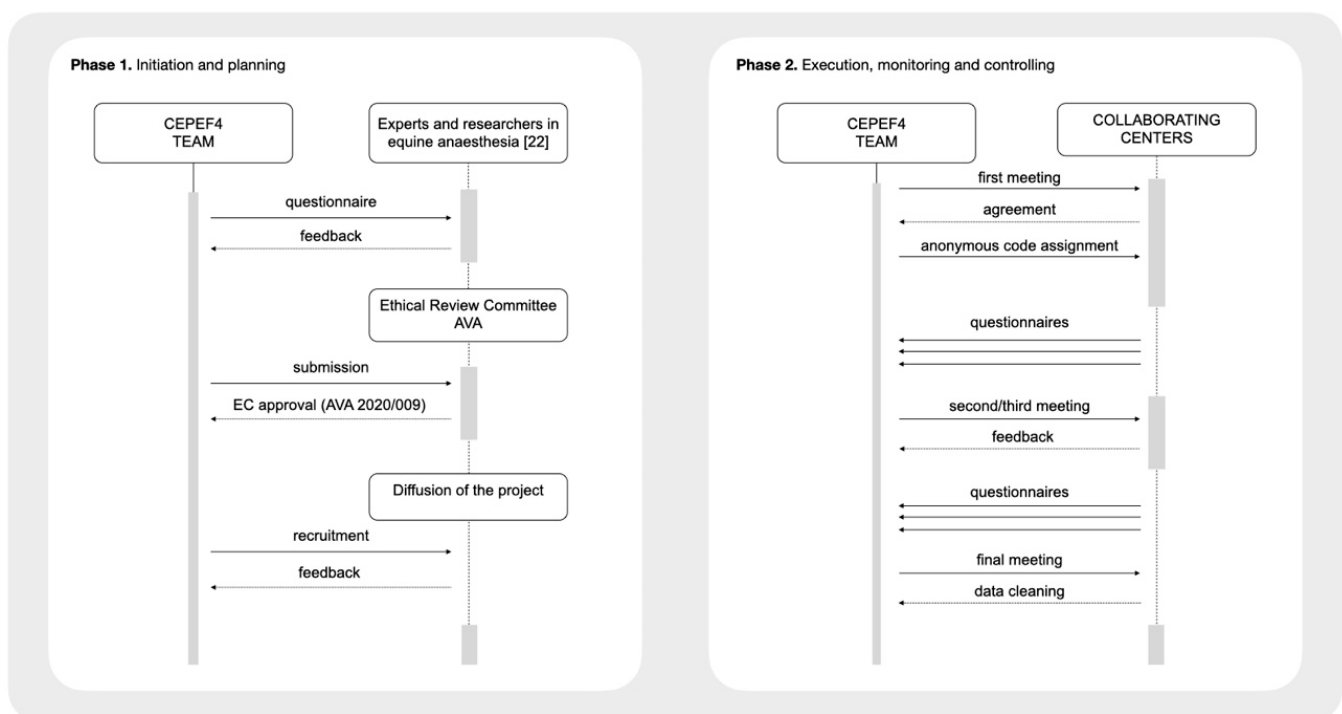 Phase 1. Initiation and planning
CEPEF4
TEAM
Experts and researchers in
equine anaesthesia [22]
questionnaire
feedback
Ethical Review Committee
AVA
submission
EC approval (AVA 2020/009)
Diffusion of the project
recruitment
feedback
Phase 2. Execution, monitoring and controlling
CEPEF4
TEAM
COLLABORATING
CENTERS
first meeting
agreement
anonymous code assignment
questionnaires
second/third meeting
feedback
questionnaires
final meeting
data cleaning